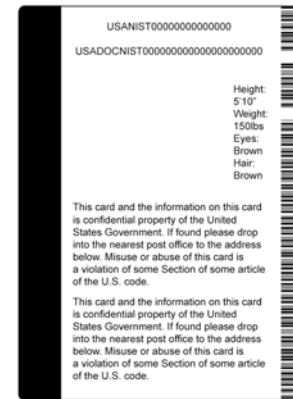 USANIST00000000000000
USADOCNIST000000000000000000000
Height:
5'10"
Weight:
150lbs
Eyes:
Brown
Hair:
Brown
This card and the information on this card
is confidential property of the United
States Government. If found please drop
into the nearest post office to the address
below. Misuse or abuse of this card is
a violation of some Section of some article
of the U.S. code.
This card and the information on this card
is confidential property of the United
States Government. If found please drop
into the nearest post office to the address
below. Misuse or abuse of this card is
a violation of some Section of some article
of the U.S. code.